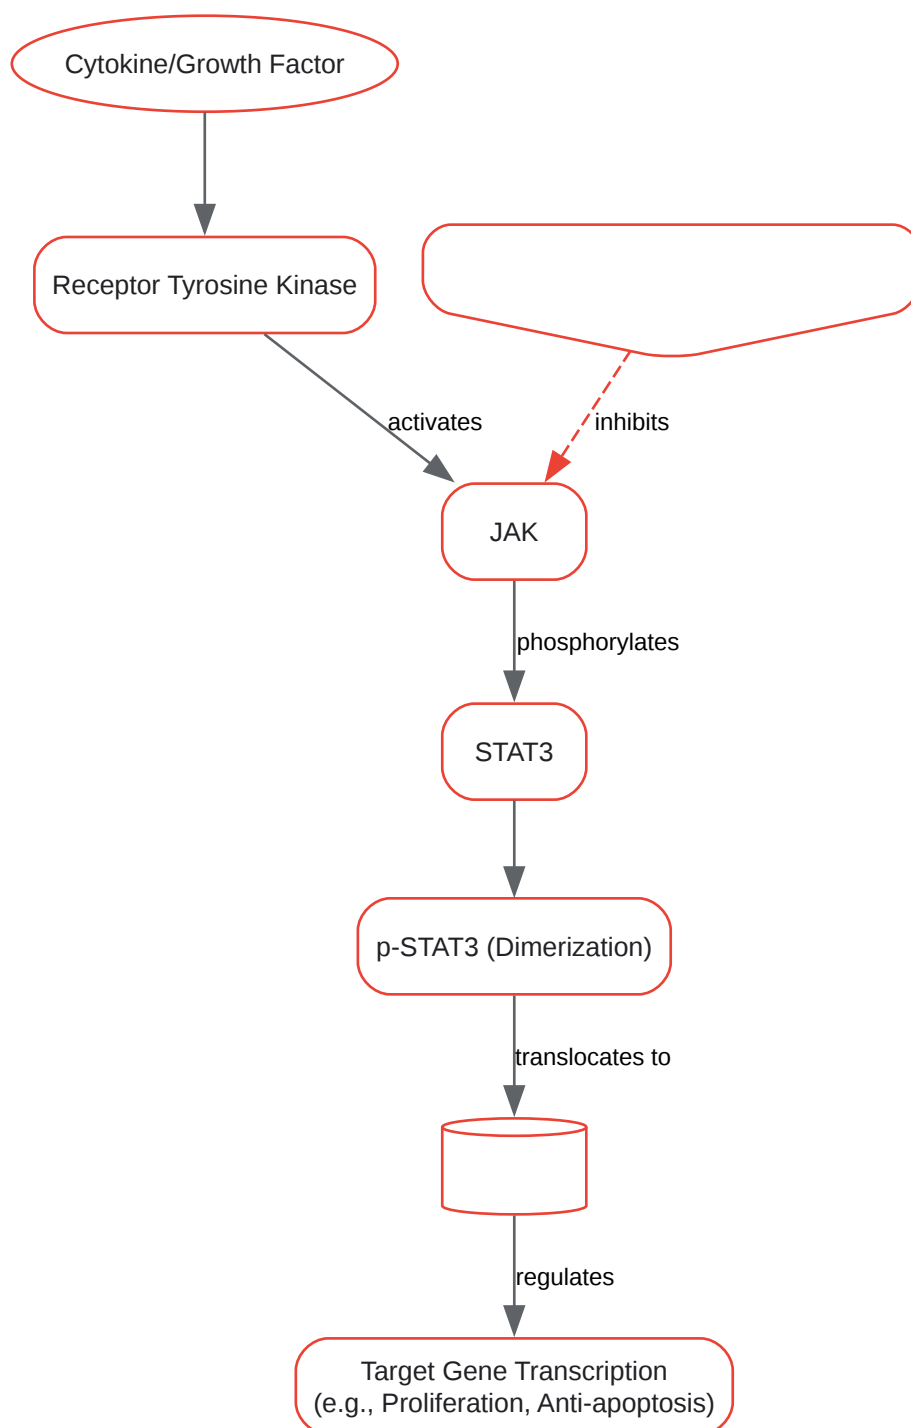 Cytokine/Growth Factor
Receptor Tyrosine Kinase
activates
inhibits
JAK
phosphorylates
STAT3
p-STAT3 (Dimerization)
translocates to
regulates
Target Gene Transcription
(e.g., Proliferation, Anti-apoptosis)